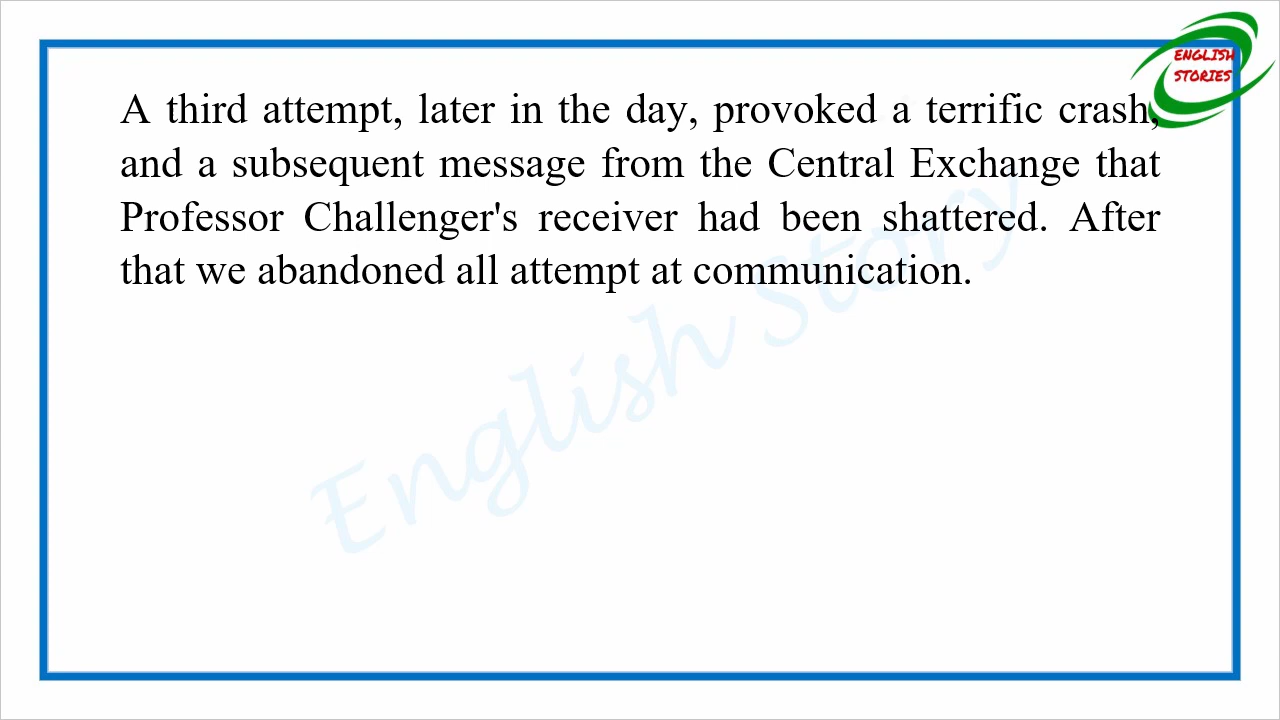 ENGLISH
STORIES
A third attempt, later in the day, provoked a terrific crash,
and a subsequent message from the Central Exchange that
Professor Challenger's receiver had been shattered. After
that we abandoned all attempt at communication.
English Story